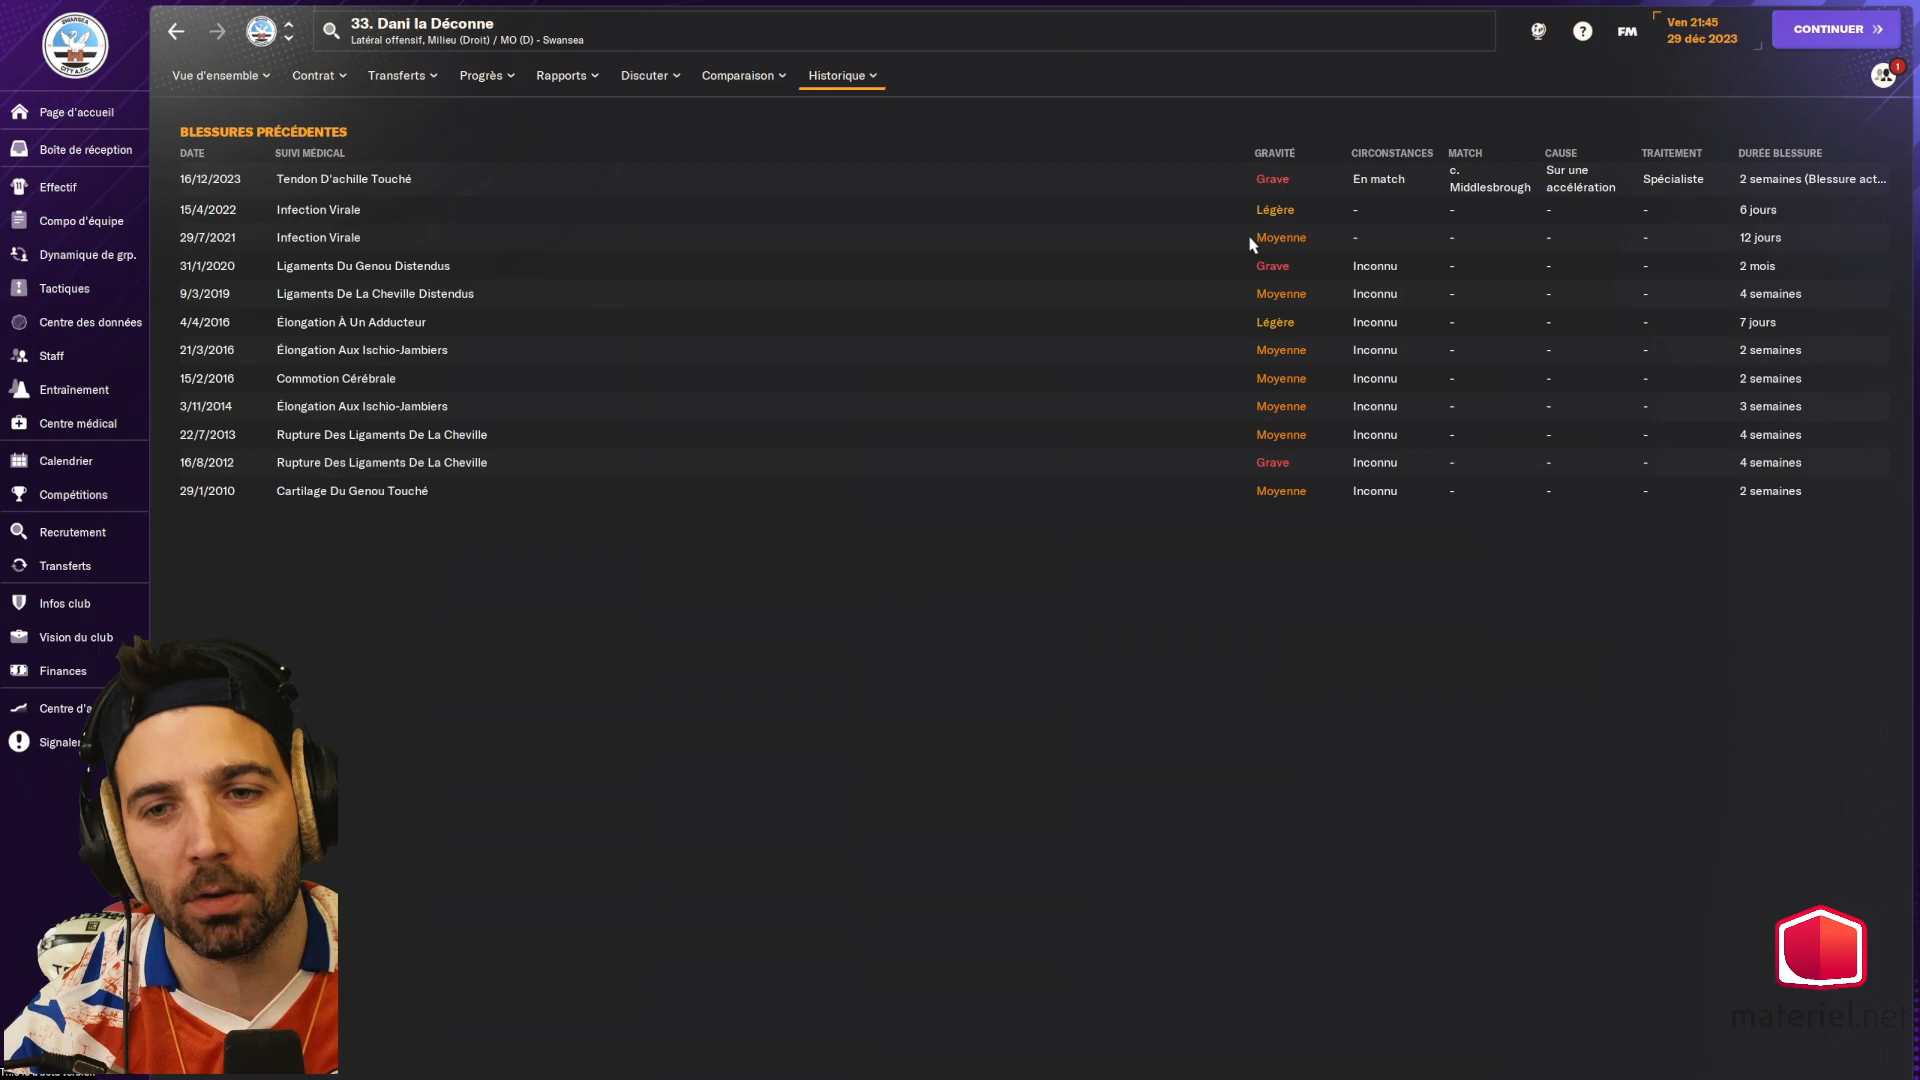 33. Dani la Déconne
Latéral offensif, Milieu (Droit) / MO (D) - Swansea
FM
Ven 21:45
29 déc 2023
CONTINUER
SWANSEA
CITY A.F.C.
Vue d'ensemble
Contrat
Transferts
Progrès
Rapports
Discuter
Comparaison
Historique
1
Page d'accueil
Boîte de réception
Effectif
Compo d'équipe
Dynamique de grp.
Tactiques
Centre des données
Staff
Entraînement
Centre médical
Calendrier
Compétitions
Recrutement
Transferts
Infos club
Vision du club
Finances
Centre d'a
Signaler
BLESSURES PRÉCÉDENTES
DATE SUIVI MÉDICAL GRAVITÉ CIRCONSTANCES MATCH CAUSE TRAITEMENT DURÉE BLESSURE
16/12/2023 Tendon D'achille Touché Grave En match c. Middlesbrough Sur une accélération Spécialiste 2 semaines (Blessure act...
15/4/2022 Infection Virale Légère - - - - 6 jours
29/7/2021 Infection Virale Moyenne - - - - 12 jours
31/1/2020 Ligaments Du Genou Distendus Grave Inconnu - - - 2 mois
9/3/2019 Ligaments De La Cheville Distendus Moyenne Inconnu - - - 4 semaines
4/4/2016 Élongation À Un Adducteur Légère Inconnu - - - 7 jours
21/3/2016 Élongation Aux Ischio-Jambiers Moyenne Inconnu - - - 2 semaines
15/2/2016 Commotion Cérébrale Moyenne Inconnu - - - 2 semaines
3/11/2014 Élongation Aux Ischio-Jambiers Moyenne Inconnu - - - 3 semaines
22/7/2013 Rupture Des Ligaments De La Cheville Moyenne Inconnu - - - 4 semaines
16/8/2012 Rupture Des Ligaments De La Cheville Grave Inconnu - - - 4 semaines
29/1/2010 Cartilage Du Genou Touché Moyenne Inconnu - - - 2 semaines
materiel.net